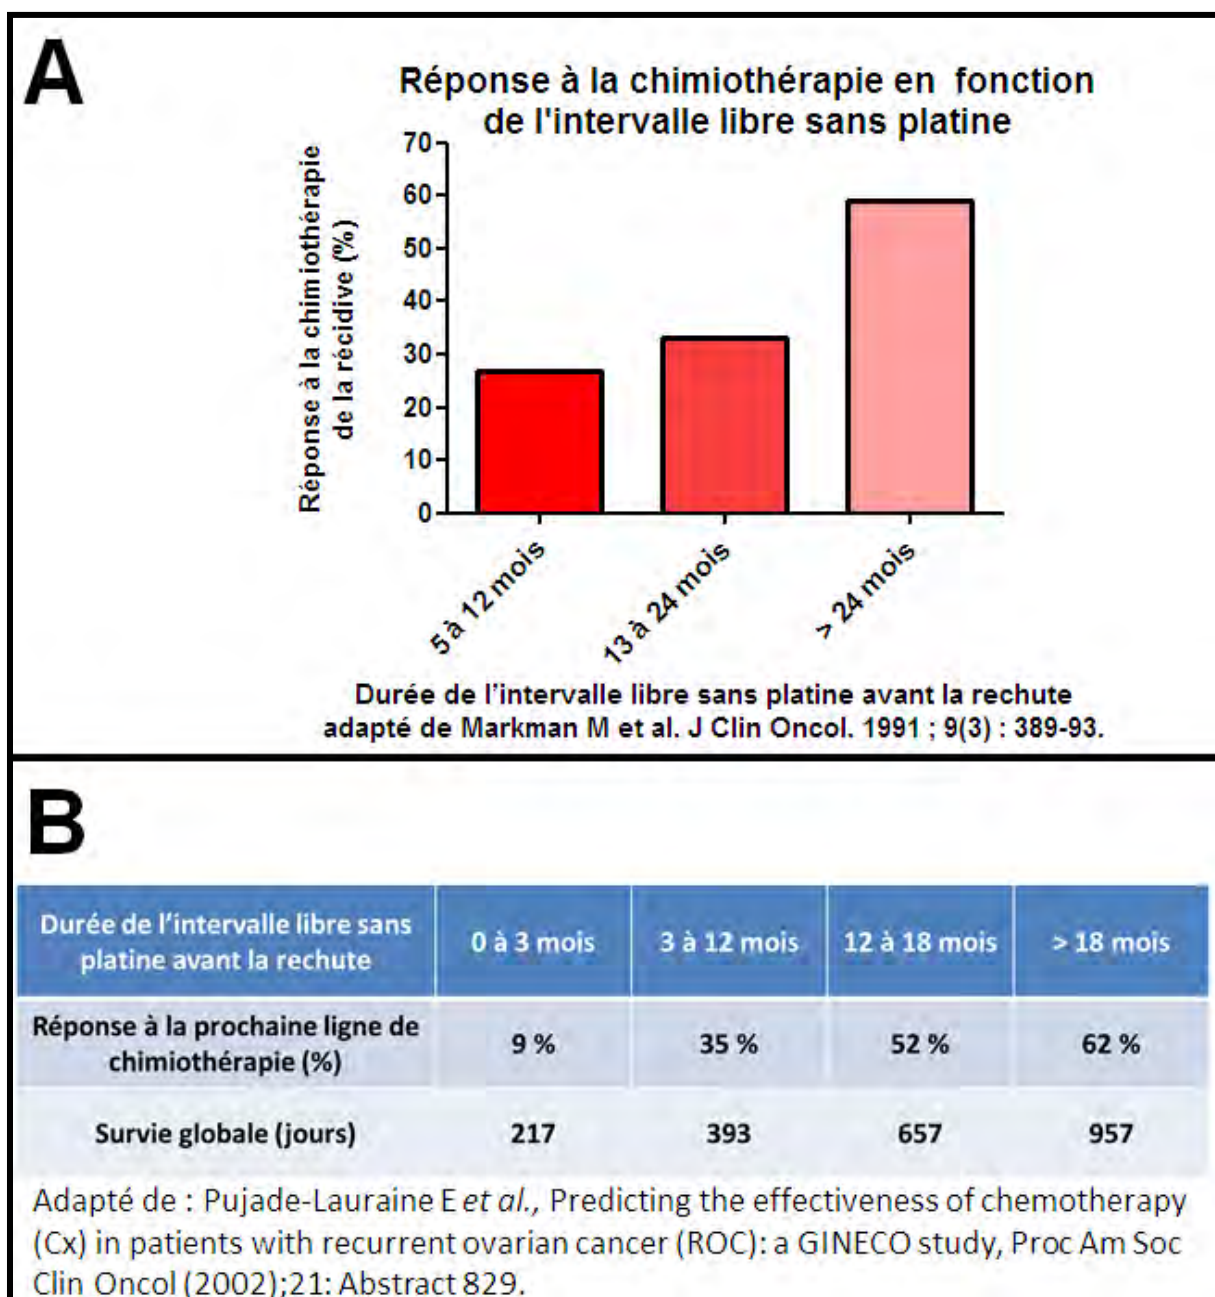 A
Réponse à la chimiothérapie en fonction
de l'intervalle libre sans platine
Réponse à la chimiothérapie
de la récidive (%)
70
60
50
40
30
20
10
0
5 à 12 mois
13 à 24 mois
> 24 mois
Durée de l'intervalle libre sans platine avant la rechute
adapté de Markman M et al. J Clin Oncol. 1991 ; 9(3) : 389-93.
B
Durée de l'intervalle libre sans
platine avant la rechute
0 à 3 mois
3 à 12 mois
12 à 18 mois
> 18 mois
Réponse à la prochaine ligne de
chimiothérapie (%)
9 %
35 %
52 %
62 %
Survie globale (jours)
217
393
657
957
Adapté de : Pujade-Lauraine E et al., Predicting the effectiveness of chemotherapy
(Cx) in patients with recurrent ovarian cancer (ROC): a GINECO study, Proc Am Soc
Clin Oncol (2002);21: Abstract 829.